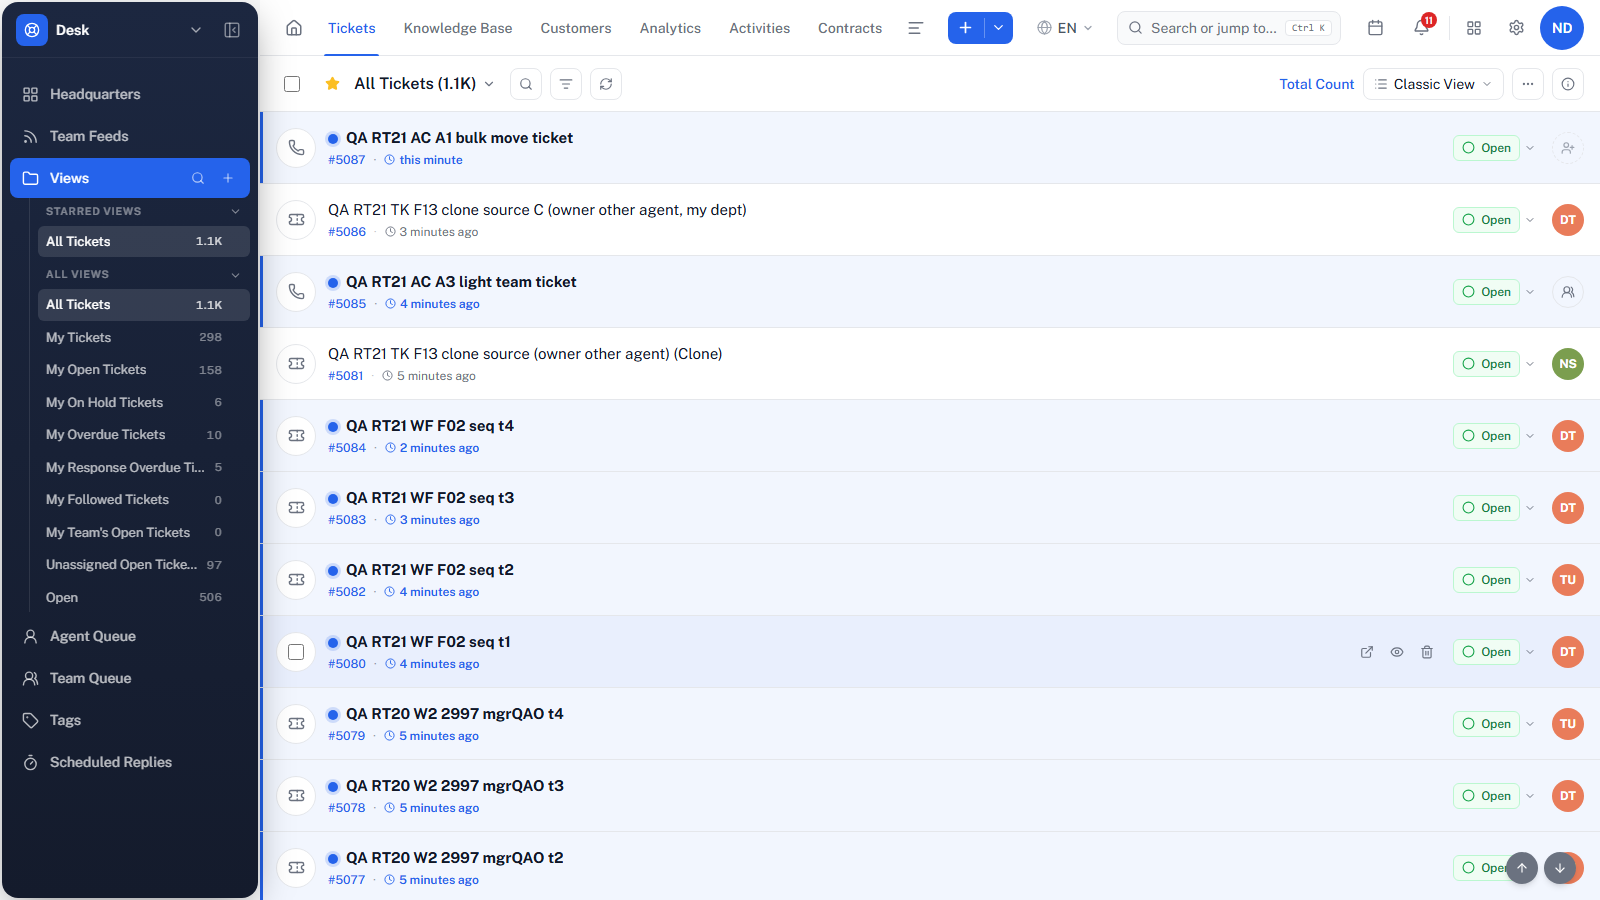 Desk
Headquarters
Team Feeds
Views
STARRED VIEWS
All Tickets 1.1K
ALL VIEWS
All Tickets 1.1K
My Tickets 298
My Open Tickets 158
My On Hold Tickets 6
My Overdue Tickets 10
My Response Overdue Ti... 5
My Followed Tickets 0
My Team's Open Tickets 0
Unassigned Open Ticke... 97
Open 506
Agent Queue
Team Queue
Tags
Scheduled Replies
Tickets Knowledge Base Customers Analytics Activities Contracts EN Search or jump to... Ctrl K 11 ND
All Tickets (1.1K) Total Count Classic View
QA RT21 AC A1 bulk move ticket
#5087 · this minute
Open
QA RT21 TK F13 clone source C (owner other agent, my dept)
#5086 · 3 minutes ago
Open DT
QA RT21 AC A3 light team ticket
#5085 · 4 minutes ago
Open
QA RT21 TK F13 clone source (owner other agent) (Clone)
#5081 · 5 minutes ago
Open NS
QA RT21 WF F02 seq t4
#5084 · 2 minutes ago
Open DT
QA RT21 WF F02 seq t3
#5083 · 3 minutes ago
Open DT
QA RT21 WF F02 seq t2
#5082 · 4 minutes ago
Open TU
QA RT21 WF F02 seq t1
#5080 · 4 minutes ago
Open DT
QA RT20 W2 2997 mgrQAO t4
#5079 · 5 minutes ago
Open TU
QA RT20 W2 2997 mgrQAO t3
#5078 · 5 minutes ago
Open DT
QA RT20 W2 2997 mgrQAO t2
#5077 · 5 minutes ago
Open